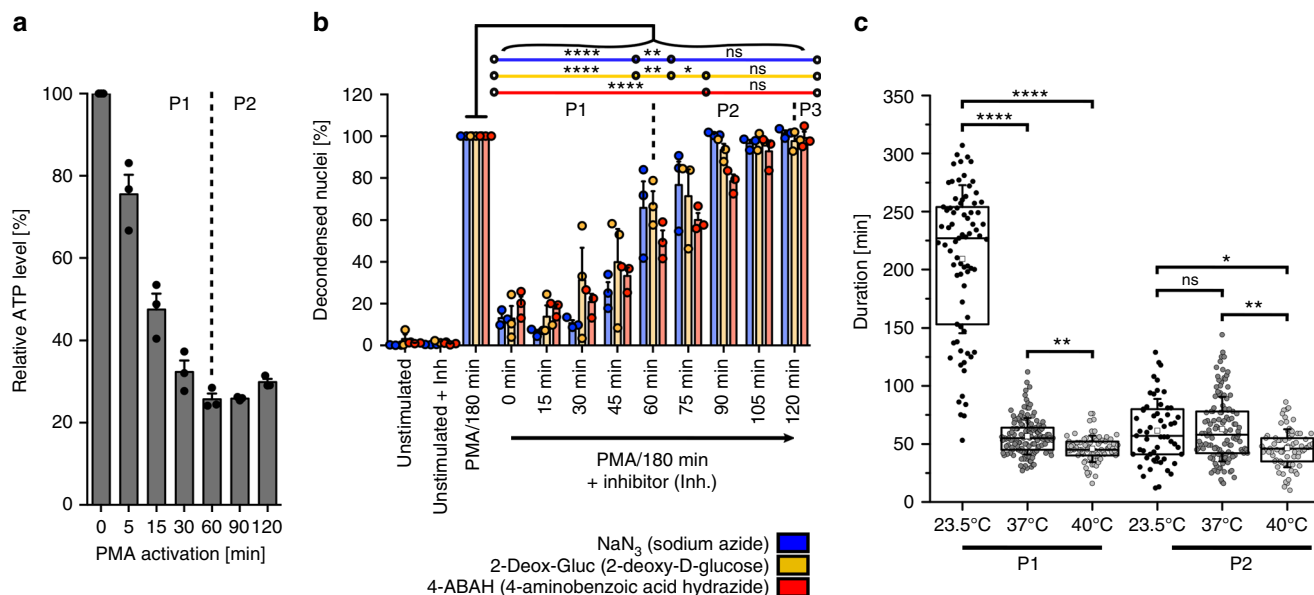 a
Relative ATP level [%]
100
80
60
40
20
0
P1
P2
0 5 15 30 60 90 120
PMA activation [min]
b
**** ** ns
**** ** * ns
**** ns
Decondensed nuclei [%]
120
100
80
60
40
20
0
P1
P2
P3
Unstimulated
Unstimulated + Inh
PMA/180 min
0 min
15 min
30 min
45 min
60 min
75 min
90 min
105 min
120 min
PMA/180 min
+ inhibitor (Inh.)
NaN3 (sodium azide)
2-Deox-Gluc (2-deoxy-D-glucose)
4-ABAH (4-aminobenzoic acid hydrazide)
c
Duration [min]
350
300
250
200
150
100
50
0
****
****
**
*
ns
**
23.5°C 37°C 40°C 23.5°C 37°C 40°C
P1 P2